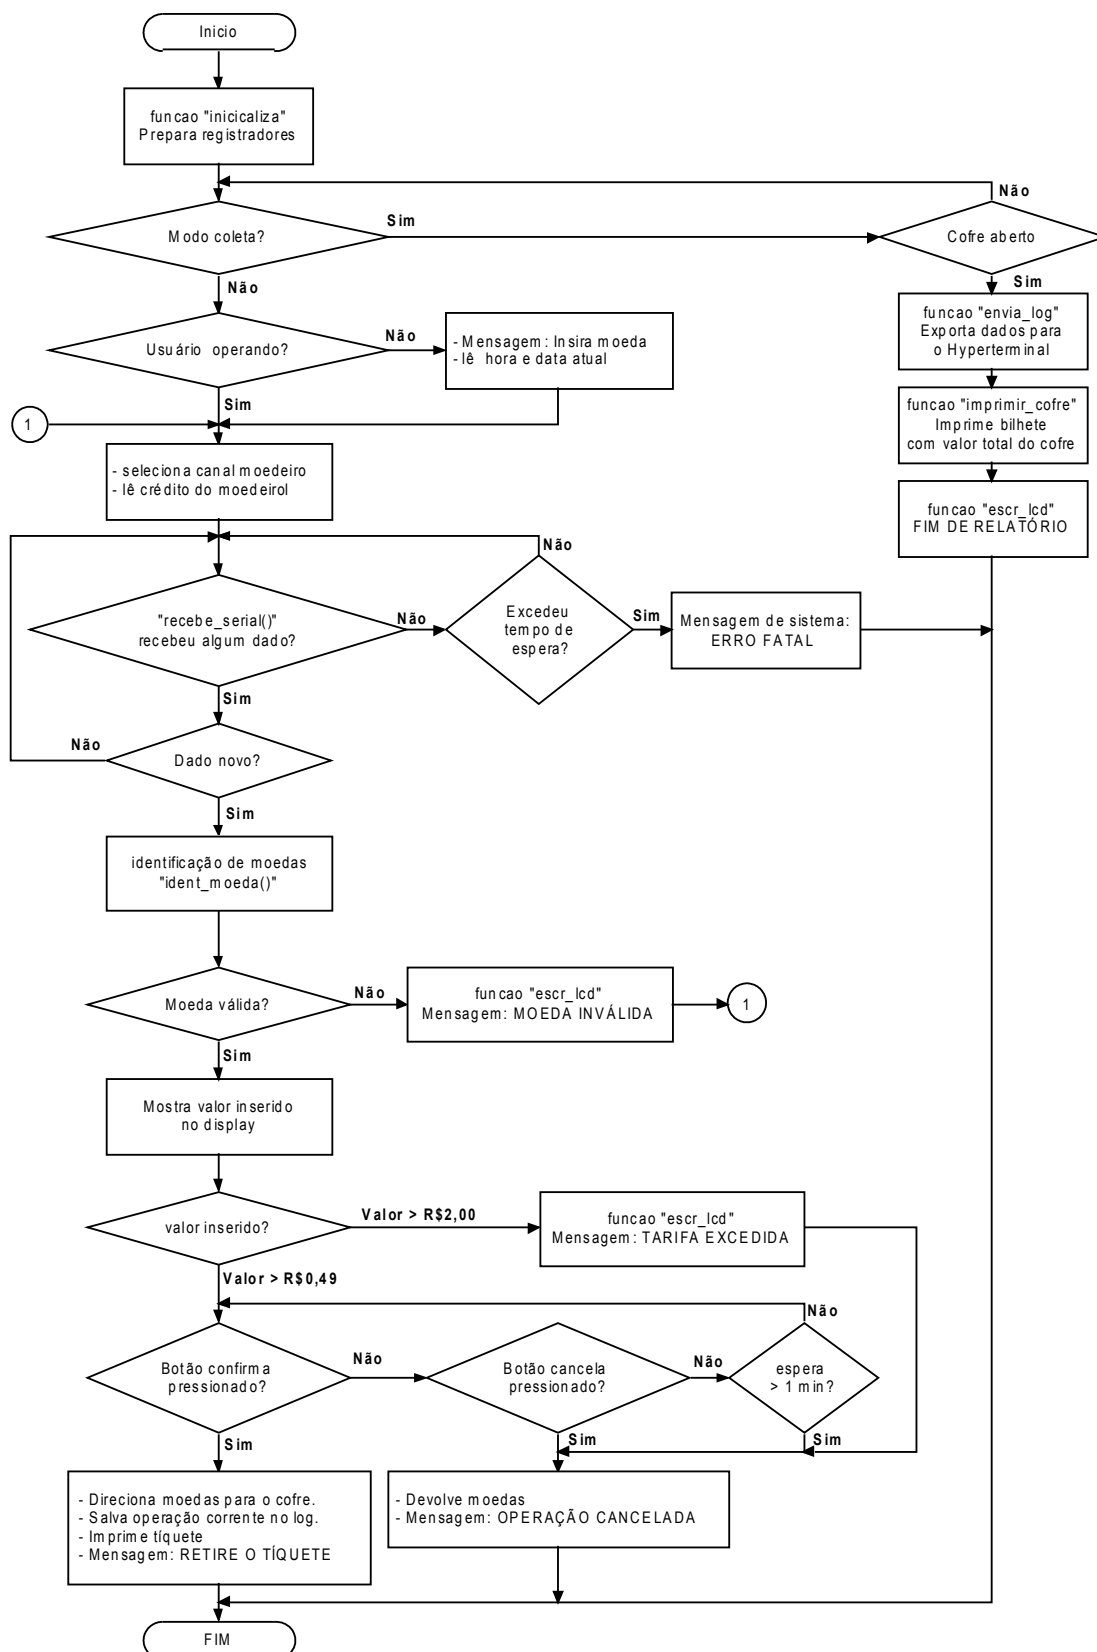 Inicio
funcao "inicicaliza"
Prepara registradores
Não
Modo coleta?
Sim
Cofre aberto
Não
Sim
Usuário operando?
Não
- Mensagem: Insira moeda
- lê hora e data atual
funcao "envia_log"
Exporta dados para
o Hyperterminal
Sim
1
funcao "imprimir_cofre"
Imprime bilhete
com valor total do cofre
- seleciona canal moedeiro
- lê crédito do moedeirol
funcao "escr_lcd"
FIM DE RELATÓRIO
Não
"recebe_serial()"
recebeu algum dado?
Não
Excedeu
tempo de
espera?
Sim
Mensagem de sistema:
ERRO FATAL
Sim
Não
Dado novo?
Sim
identificação de moedas
"ident_moeda()"
Moeda válida?
Não
funcao "escr_lcd"
Mensagem: MOEDA INVÁLIDA
1
Sim
Mostra valor inserido
no display
valor inserido?
Valor > R$2,00
funcao "escr_lcd"
Mensagem: TARIFA EXCEDIDA
Valor > R$0,49
Não
Botão confirma
pressionado?
Não
Botão cancela
pressionado?
Não
espera
> 1 min?
Sim
Sim
Sim
- Direciona moedas para o cofre.
- Salva operação corrente no log.
- Imprime tíquete
- Mensagem: RETIRE O TÍQUETE
- Devolve moedas
- Mensagem: OPERAÇÃO CANCELADA
FIM